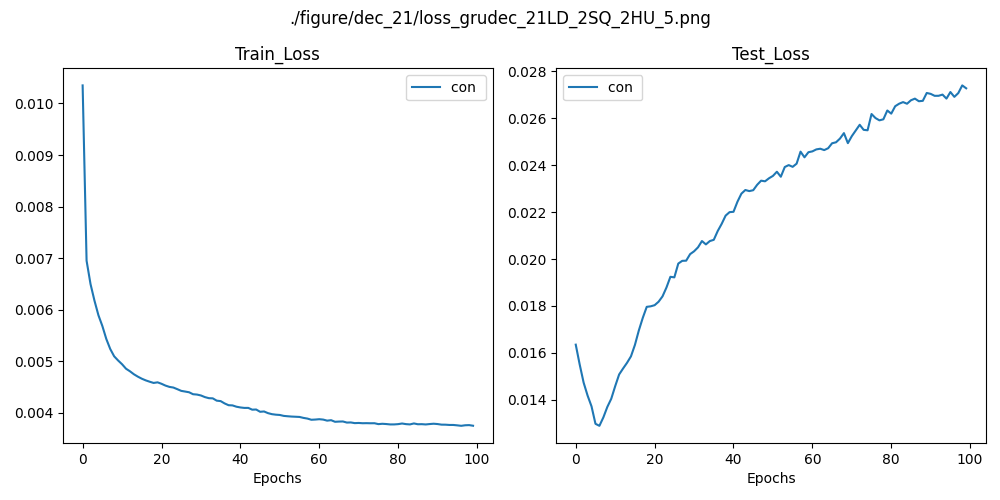 ./figure/dec_21/loss_grudec_21LD_2SQ_2HU_5.png
Train_Loss
con
0.010
0.009
0.008
0.007
0.006
0.005
0.004
0 20 40 60 80 100
Epochs
Test_Loss
con
0.028
0.026
0.024
0.022
0.020
0.018
0.016
0.014
0 20 40 60 80 100
Epochs